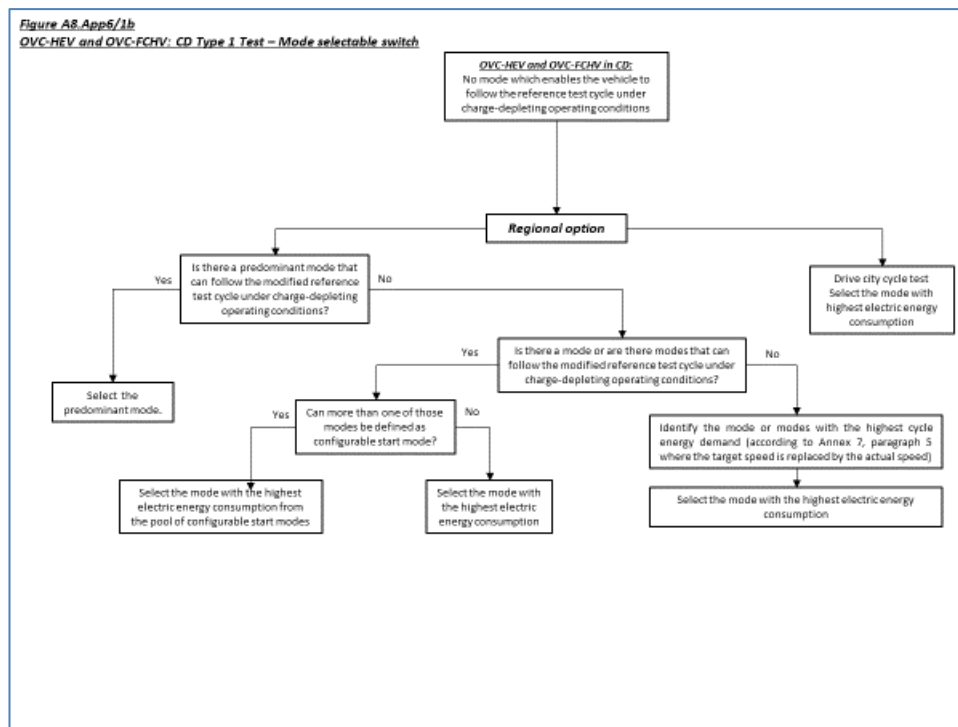 Figure A8.App6/1b
OVC-HEV and OVC-FCHV: CD Type 1 Test – Mode selectable switch
OVC-HEV and OVC-FCHV in CD:
No mode which enables the vehicle to
follow the reference test cycle under
charge-depleting operating conditions
Regional option
Is there a predominant mode that
can follow the modified reference
test cycle under charge-depleting
operating conditions?
Yes
No
Drive city cycle test
Select the mode with
highest electric energy
consumption
Select the
predominant mode.
Is there a mode or are there modes that can
follow the modified reference test cycle under
charge-depleting operating conditions?
Yes
No
Can more than one of those
modes be defined as
configurable start mode?
Yes
No
Identify the mode or modes with the highest cycle
energy demand (according to Annex 7, paragraph 5
where the target speed is replaced by the actual speed)
Select the mode with the highest
electric energy consumption from
the pool of configurable start modes
Select the mode with
the highest electric
energy consumption
Select the mode with the highest electric energy
consumption